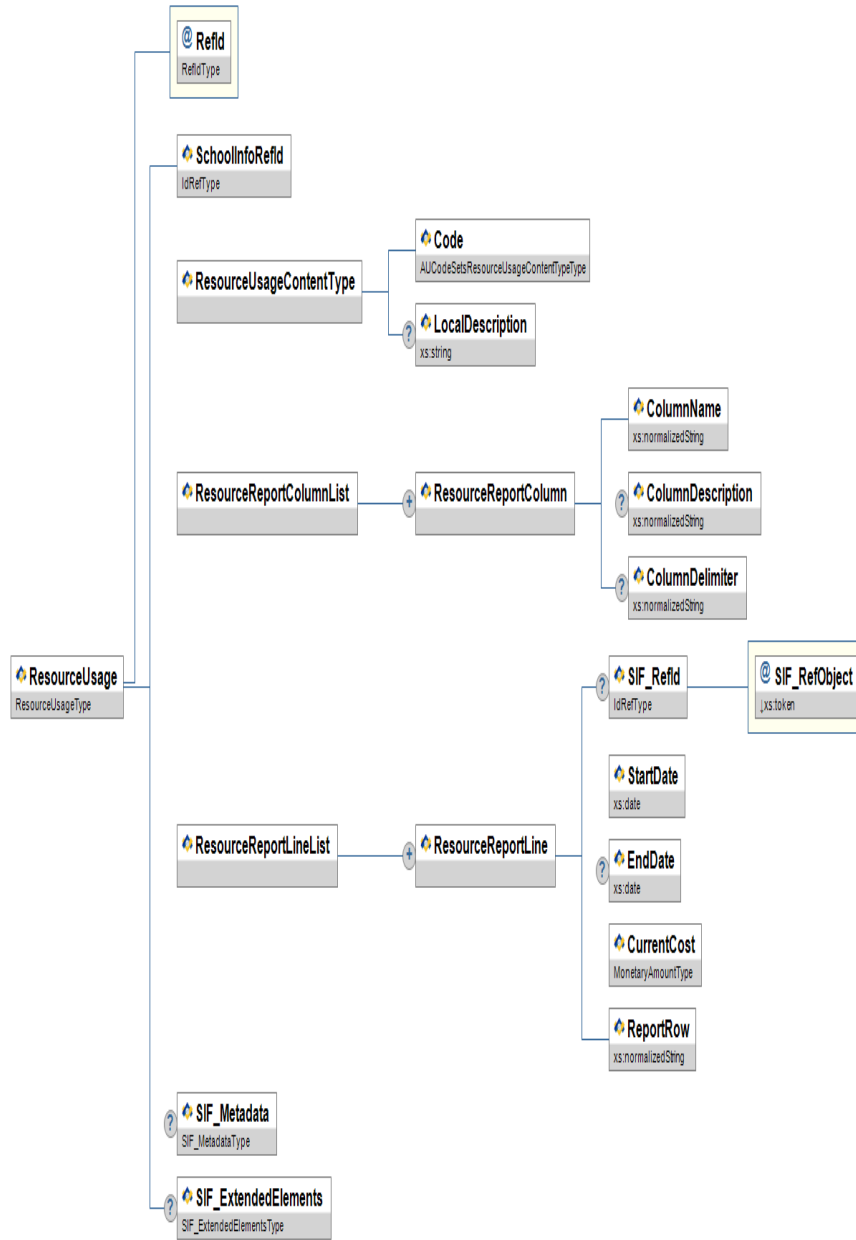 @ RefId
RefIdType
SchoolInfoRefId
IdRefType
ResourceUsageContentType
Code
AUCodeSetsResourceUsageContentTypeType
? LocalDescription
xs:string
ResourceReportColumnList
+ ResourceReportColumn
ColumnName
xs:normalizedString
? ColumnDescription
xs:normalizedString
? ColumnDelimiter
xs:normalizedString
ResourceUsage
ResourceUsageType
? SIF_RefId
IdRefType
@ SIF_RefObject
↓xs:token
StartDate
xs:date
ResourceReportLineList
+ ResourceReportLine
? EndDate
xs:date
CurrentCost
MonetaryAmountType
ReportRow
xs:normalizedString
? SIF_Metadata
SIF_MetadataType
? SIF_ExtendedElements
SIF_ExtendedElementsType